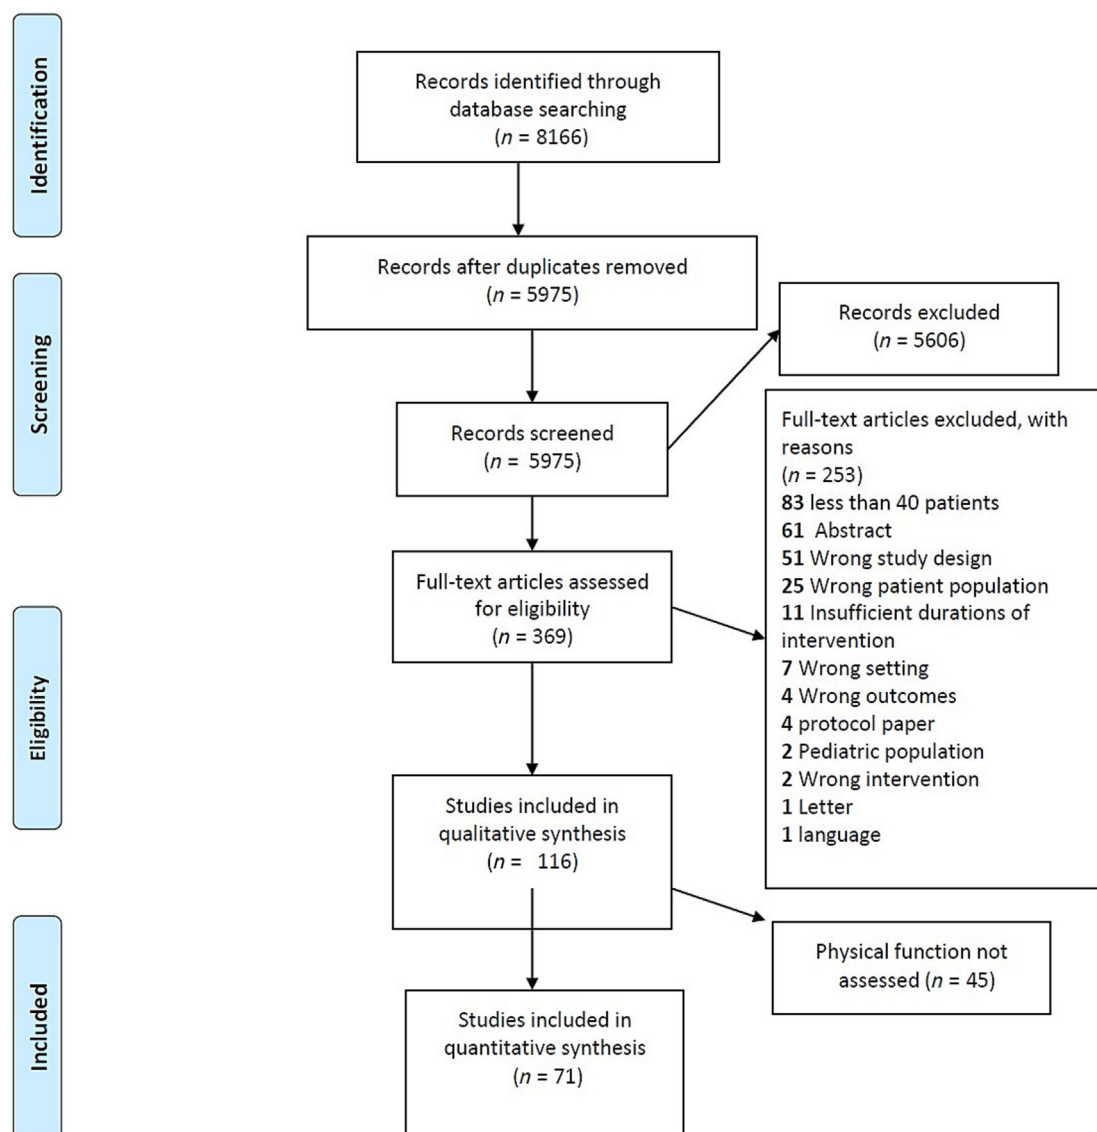 Identification
Records identified through
database searching
(n = 8166)
Records after duplicates removed
(n = 5975)
Screening
Records excluded
(n = 5606)
Records screened
(n = 5975)
Full-text articles excluded, with
reasons
(n = 253)
83 less than 40 patients
61 Abstract
51 Wrong study design
25 Wrong patient population
11 Insufficient durations of
intervention
7 Wrong setting
4 Wrong outcomes
4 protocol paper
2 Pediatric population
2 Wrong intervention
1 Letter
1 language
Full-text articles assessed
for eligibility
(n = 369)
Eligibility
Studies included in
qualitative synthesis
(n = 116)
Physical function not
assessed (n = 45)
Included
Studies included in
quantitative synthesis
(n = 71)